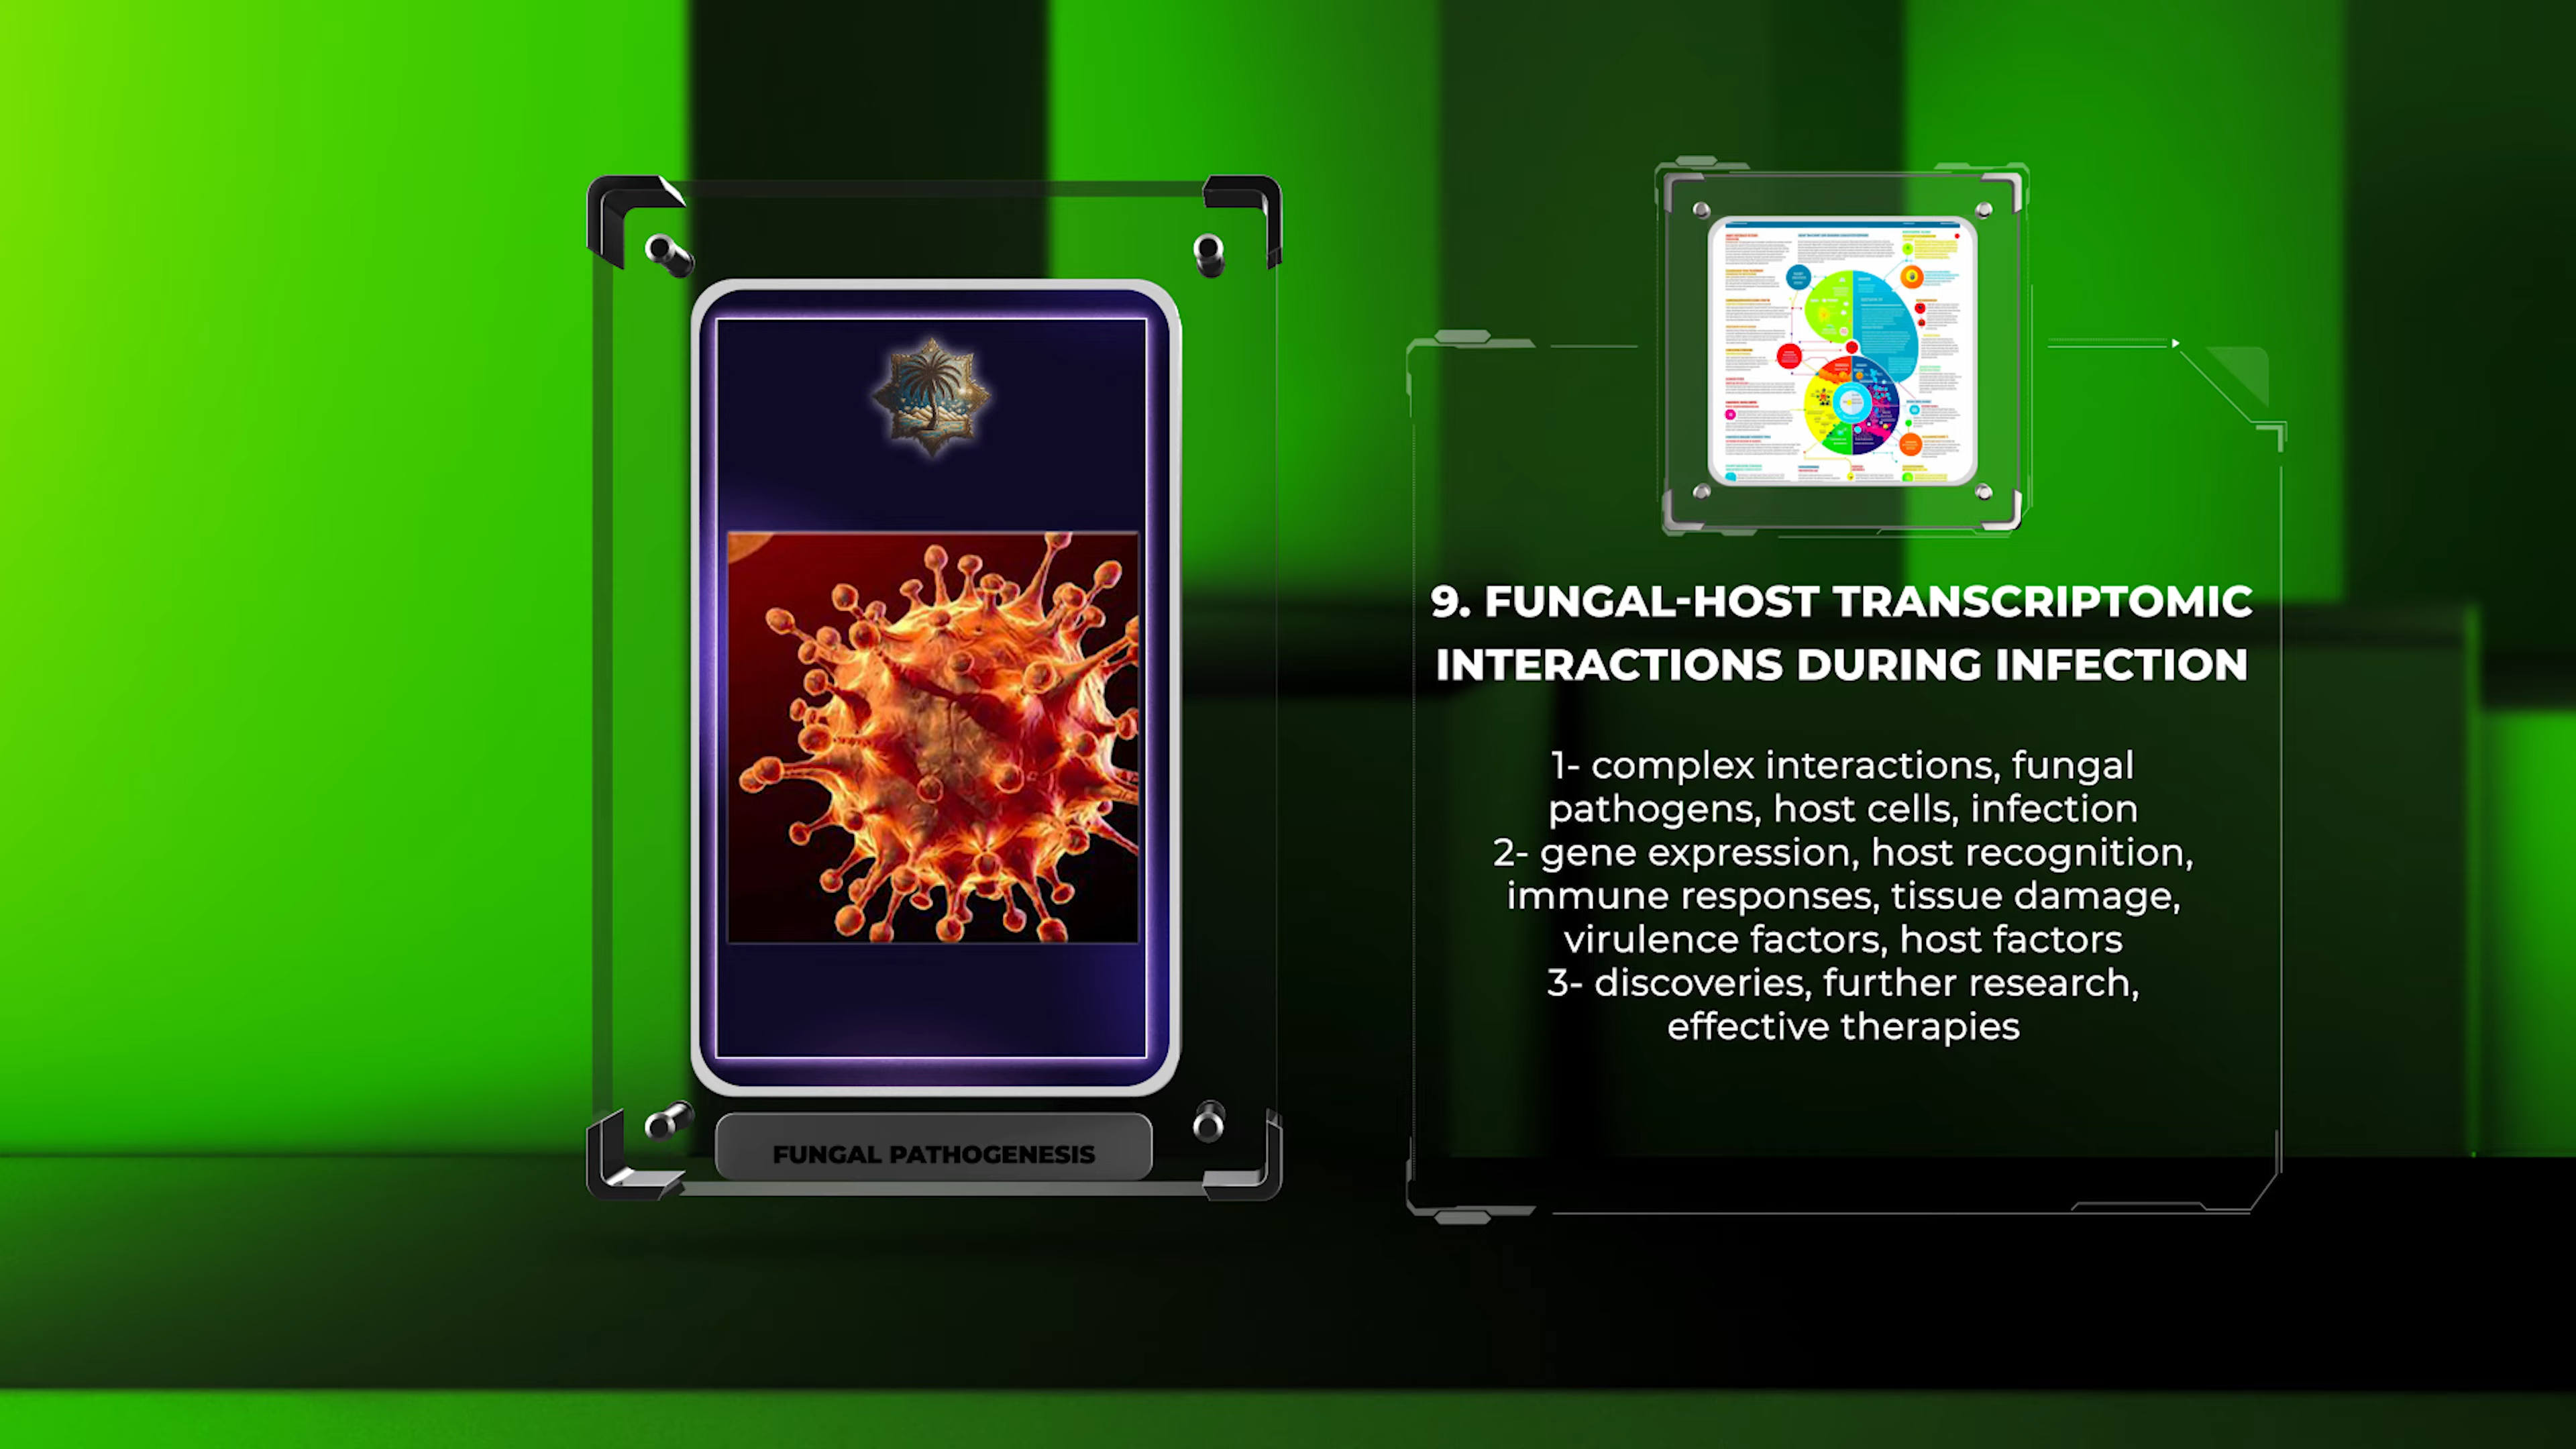 9. FUNGAL-HOST TRANSCRIPTOMIC
INTERACTIONS DURING INFECTION
1- complex interactions, fungal
pathogens, host cells, infection
2- gene expression, host recognition,
immune responses, tissue damage,
virulence factors, host factors
3- discoveries, further research,
effective therapies
FUNGAL PATHOGENESIS